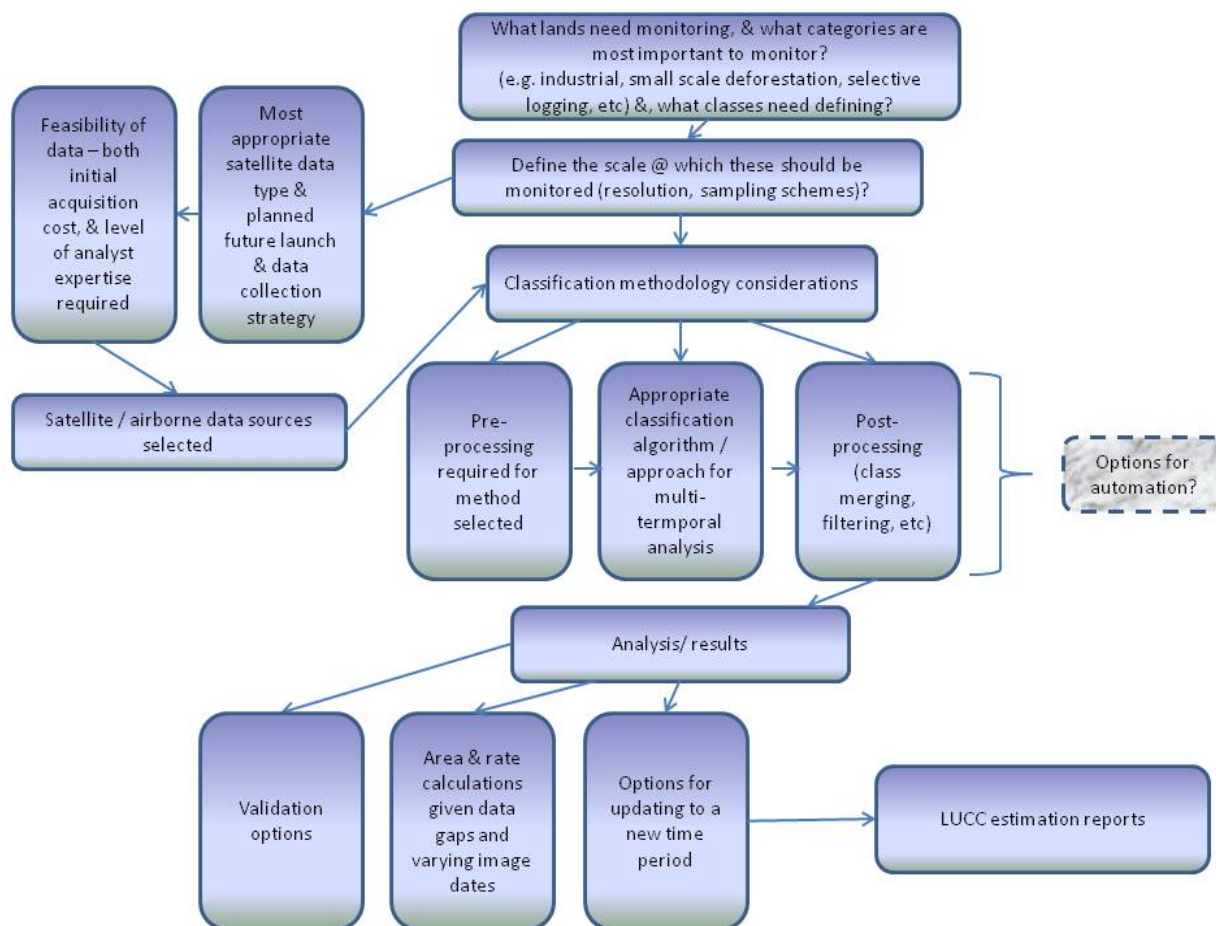 What lands need monitoring, & what categories are
most important to monitor?
(e.g. industrial, small scale deforestation, selective
logging, etc) &, what classes need defining?
Define the scale @ which these should be
monitored (resolution, sampling schemes)?
Most
appropriate
satellite data
type &
planned
future launch
& data
collection
strategy
Feasibility of
data – both
initial
acquisition
cost, & level
of analyst
expertise
required
Satellite / airborne data sources
selected
Classification methodology considerations
Pre-
processing
required for
method
selected
Appropriate
classification
algorithm /
approach for
multi-
termporal
analysis
Post-
processing
(class
merging,
filtering, etc)
Options for
automation?
Analysis/ results
Validation
options
Area & rate
calculations
given data
gaps and
varying image
dates
Options for
updating to a
new time
period
LUCC estimation reports